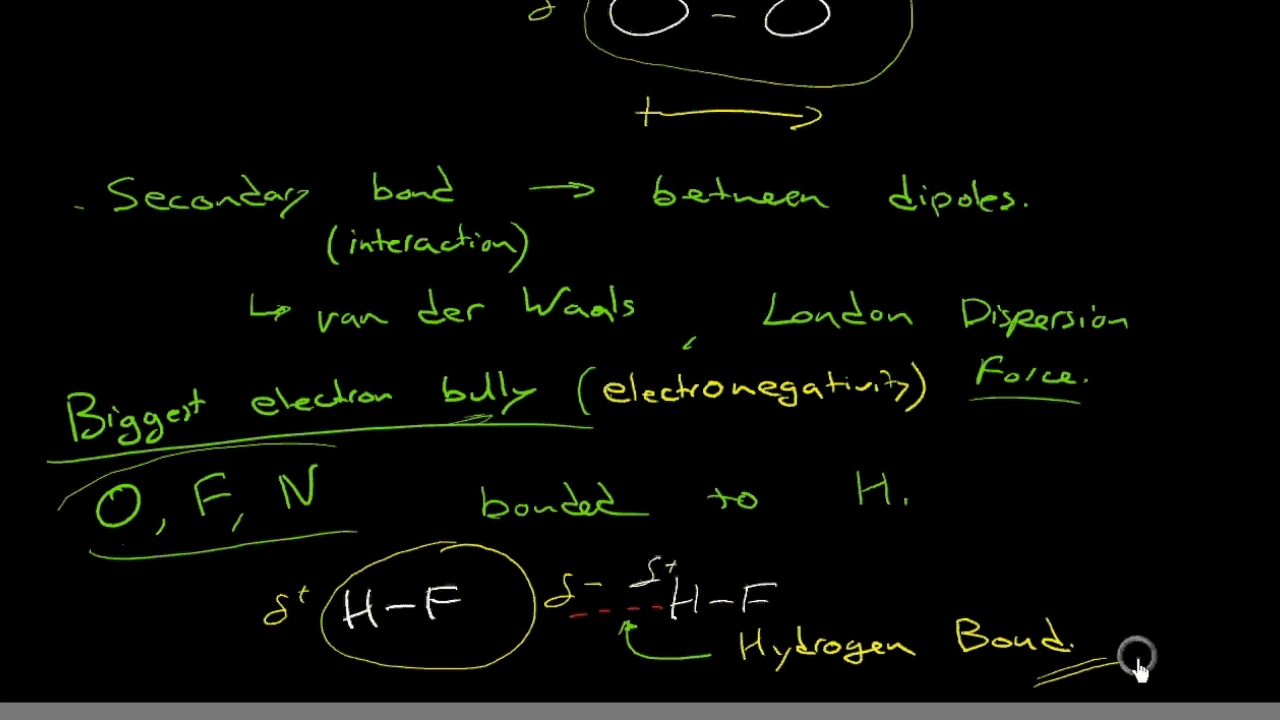 δ O – O
. Secondary bond → between dipoles.
(interaction)
↳ van der Waals London Dispersion
Force.
Biggest electron bully (electronegativity)
O, F, N bonded to H.
δ+ H–F δ- ---- δ+ H–F
Hydrogen Bond.